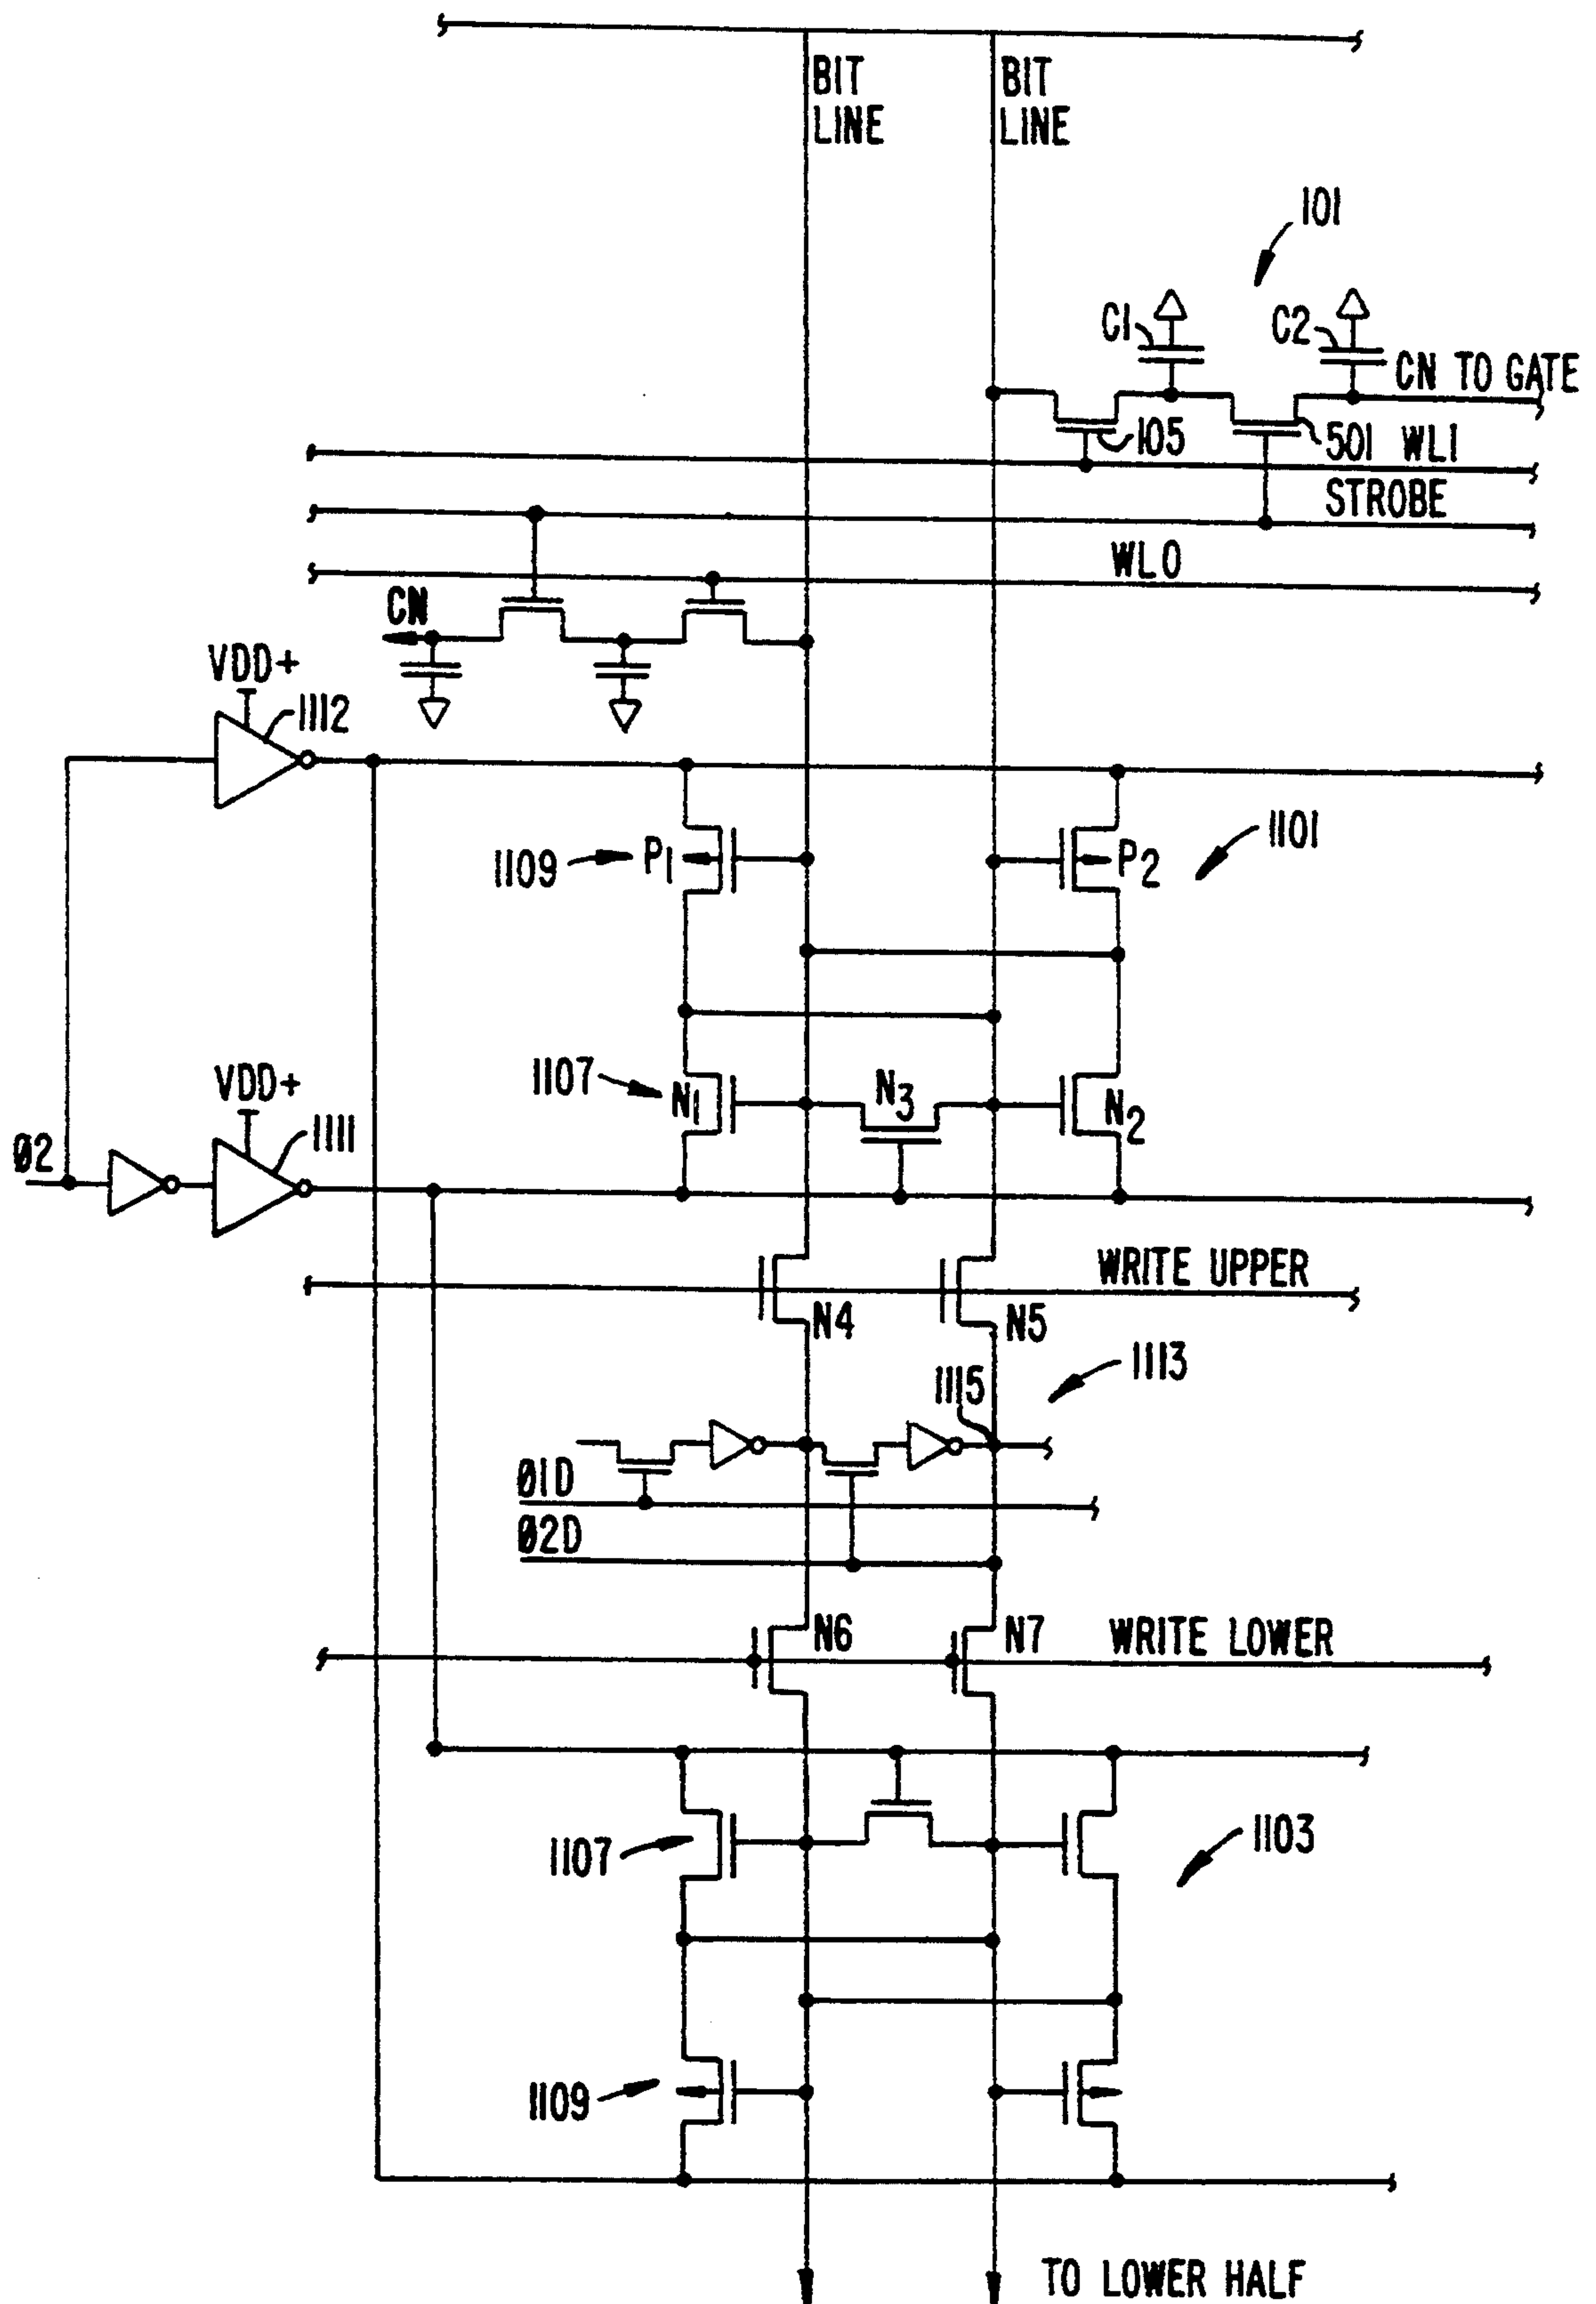 BIT
LINE
BIT
LINE
101
C1
C2
CN TO GATE
105
501 WL1
STROBE
WL0
CN
VDD+
1112
1109
P1
P2
1101
1107
N1
N3
N2
VDD+
1111
Ø2
WRITE UPPER
N4
N5
1113
1115
Ø1D
Ø2D
N6
N7
WRITE LOWER
1107
1103
1109
TO LOWER HALF